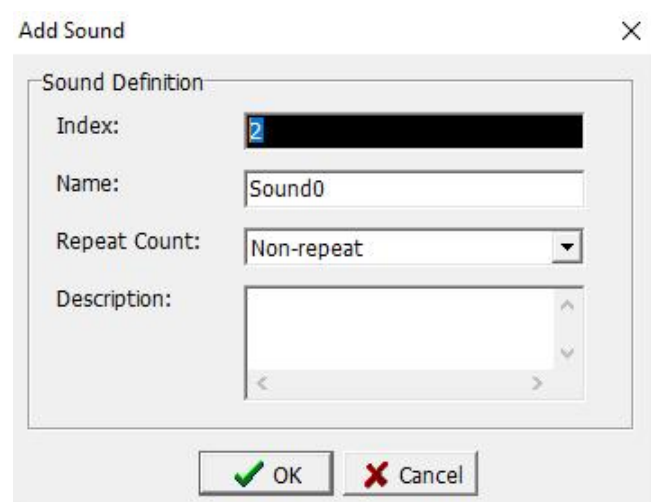 Add Sound
Sound Definition
Index: 2
Name: Sound0
Repeat Count: Non-repeat
Description:
OK Cancel